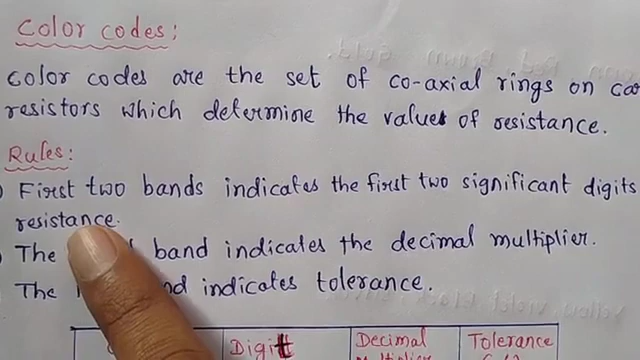 Color codes:
Color codes are the set of co-axial rings on
resistors which determine the values of resistance.
Rules:
First two bands indicates the first two significant digits
resistance.
The band indicates the decimal multiplier.
The indicates tolerance.
Digit Decimal Tolerance